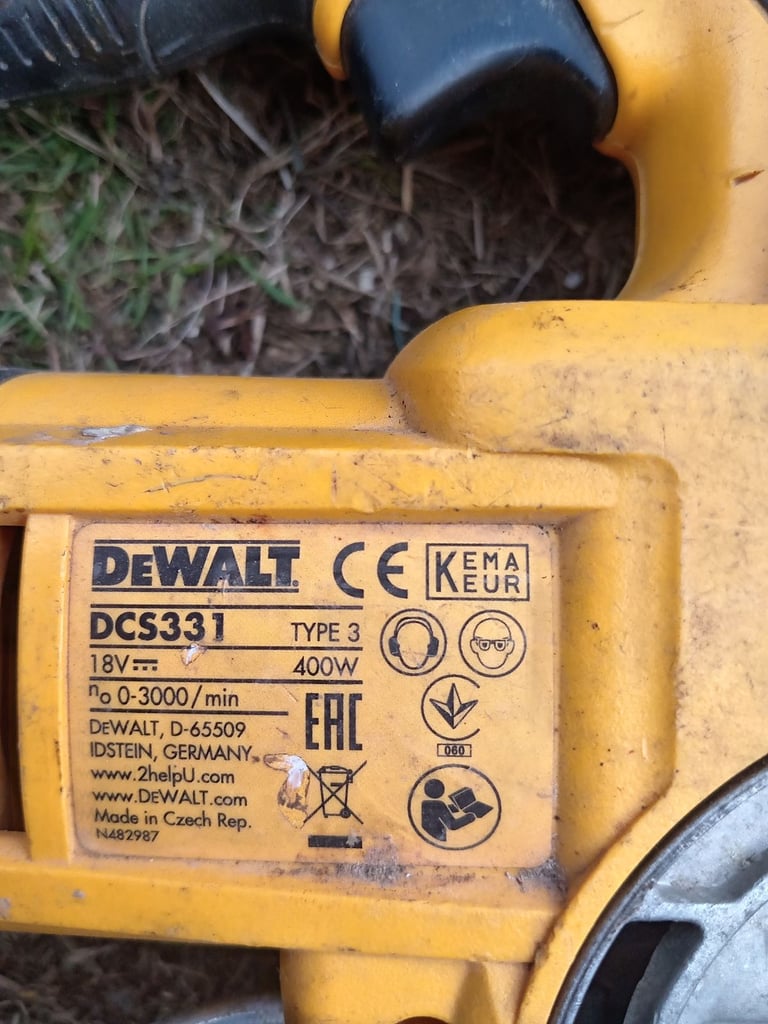 DEWALT
CE
KEMA
KEUR
DCS331 TYPE 3
18V⎓ 400W
no 0-3000/min
EAC
DEWALT, D-65509
IDSTEIN, GERMANY
www.2helpU.com
www.DEWALT.com
Made in Czech Rep.
N482987
060